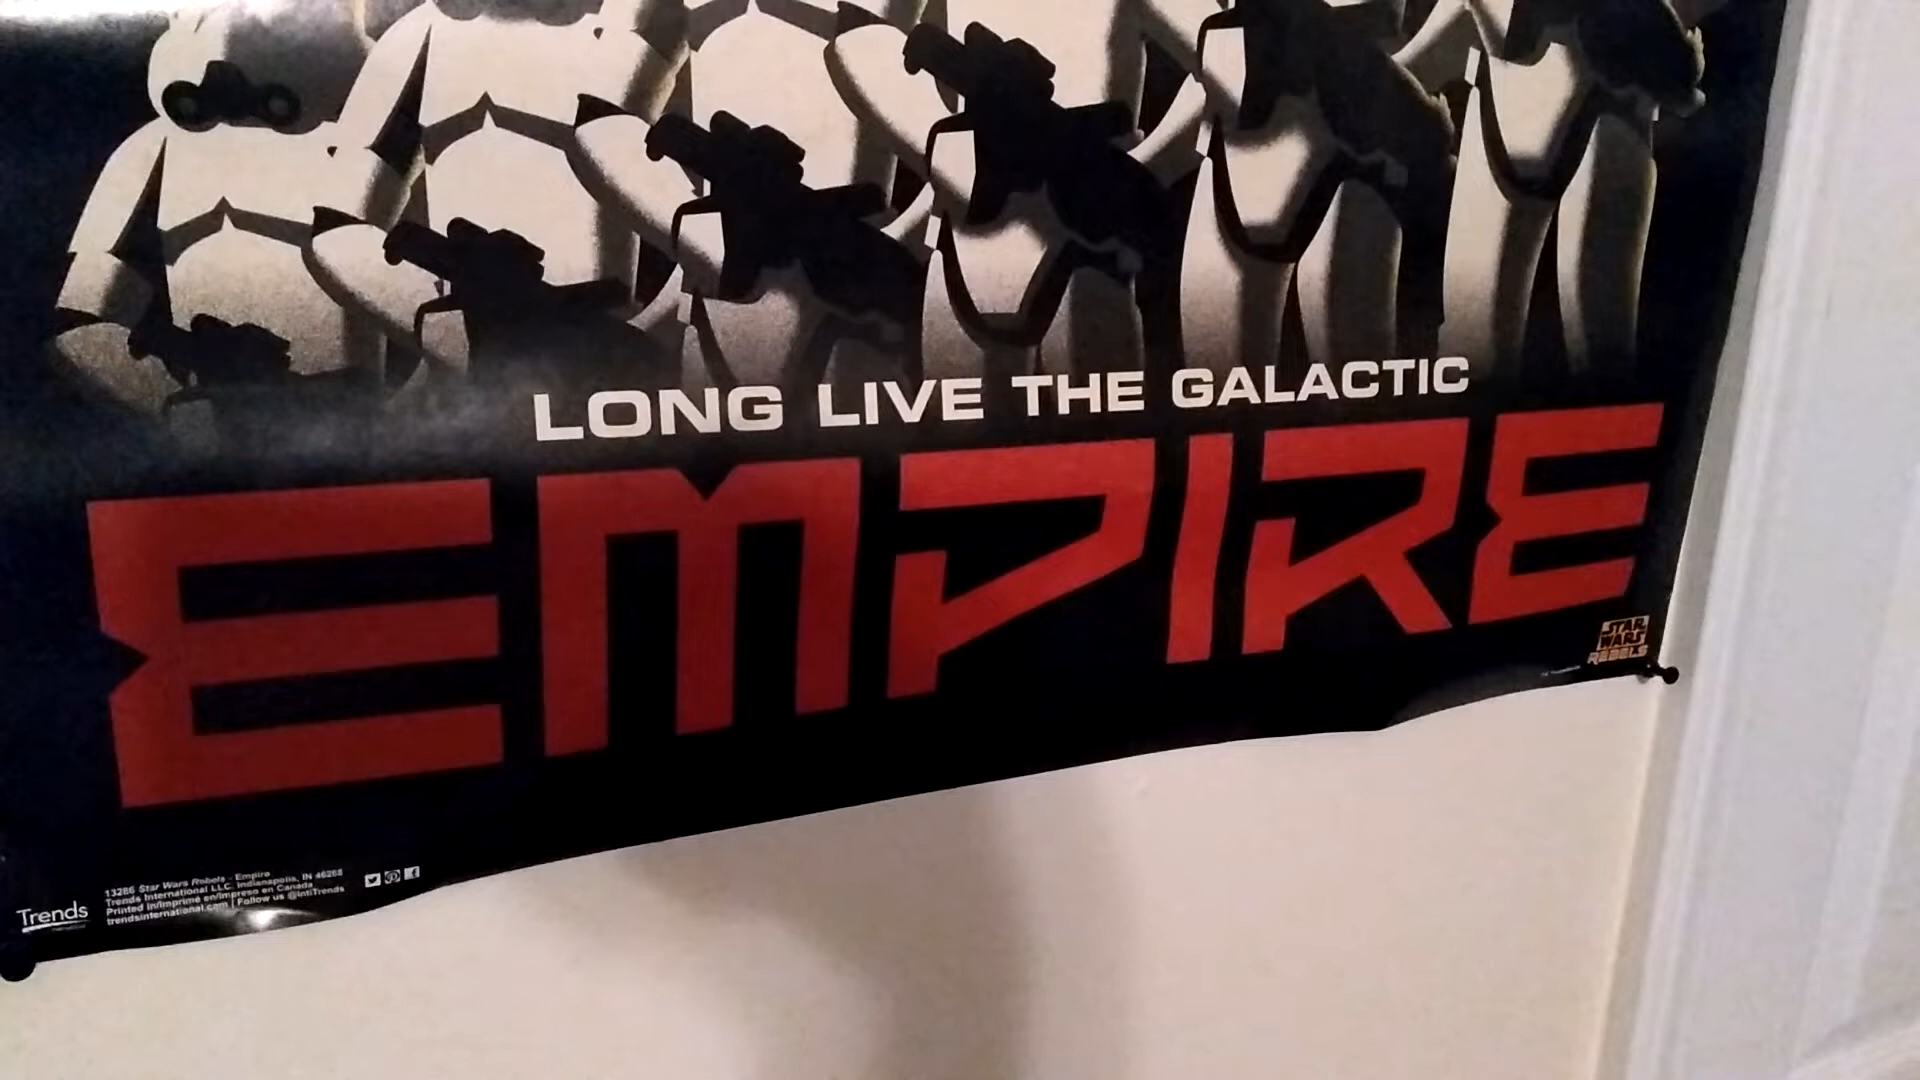 LONG LIVE THE GALACTIC
EMPIRE
STAR
WARS
REBELS
Trends
13286 Star Wars Rebels - Empire
Trends International LLC. Indianapolis, IN 46268
Printed in/Imprimé en/Impreso en Canada
trendsinternational.com | Follow us @IntlTrends